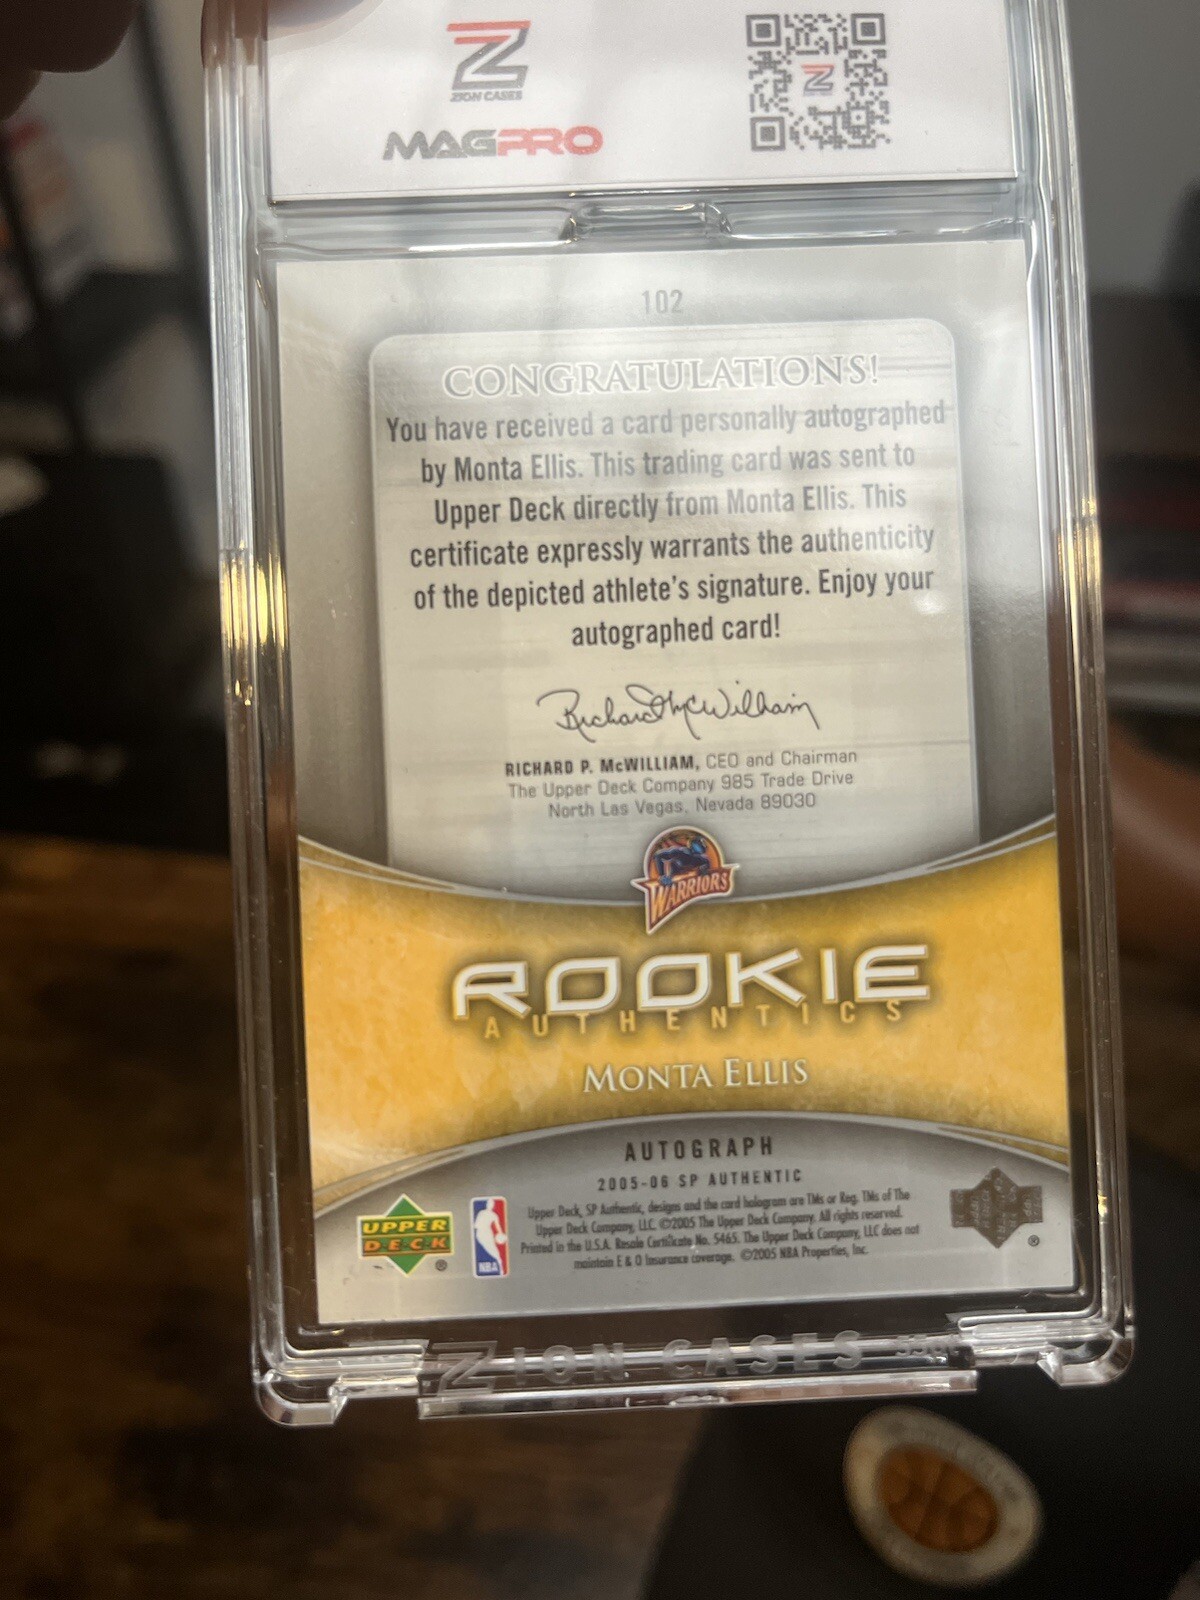 Z
ZION CASES
MAGPRO
Z
102
CONGRATULATIONS!
You have received a card personally autographed
by Monta Ellis. This trading card was sent to
Upper Deck directly from Monta Ellis. This
certificate expressly warrants the authenticity
of the depicted athlete's signature. Enjoy your
autographed card!
Richard McWilliam
RICHARD P. McWILLIAM, CEO and Chairman
The Upper Deck Company 985 Trade Drive
North Las Vegas, Nevada 89030
WARRIORS
ROOKIE
AUTHENTICS
MONTA ELLIS
AUTOGRAPH
2005-06 SP AUTHENTIC
UPPER
DECK
®
NBA
Upper Deck, SP Authentic, designs and the card hologram are TMs or Reg. TMs of The
Upper Deck Company, LLC. ©2005 The Upper Deck Company. All rights reserved.
Printed in the U.S.A. Resale Certificate No. 5465. The Upper Deck Company, LLC does not
maintain E & O Insurance coverage. ©2005 NBA Properties, Inc.
®
ZION CASES